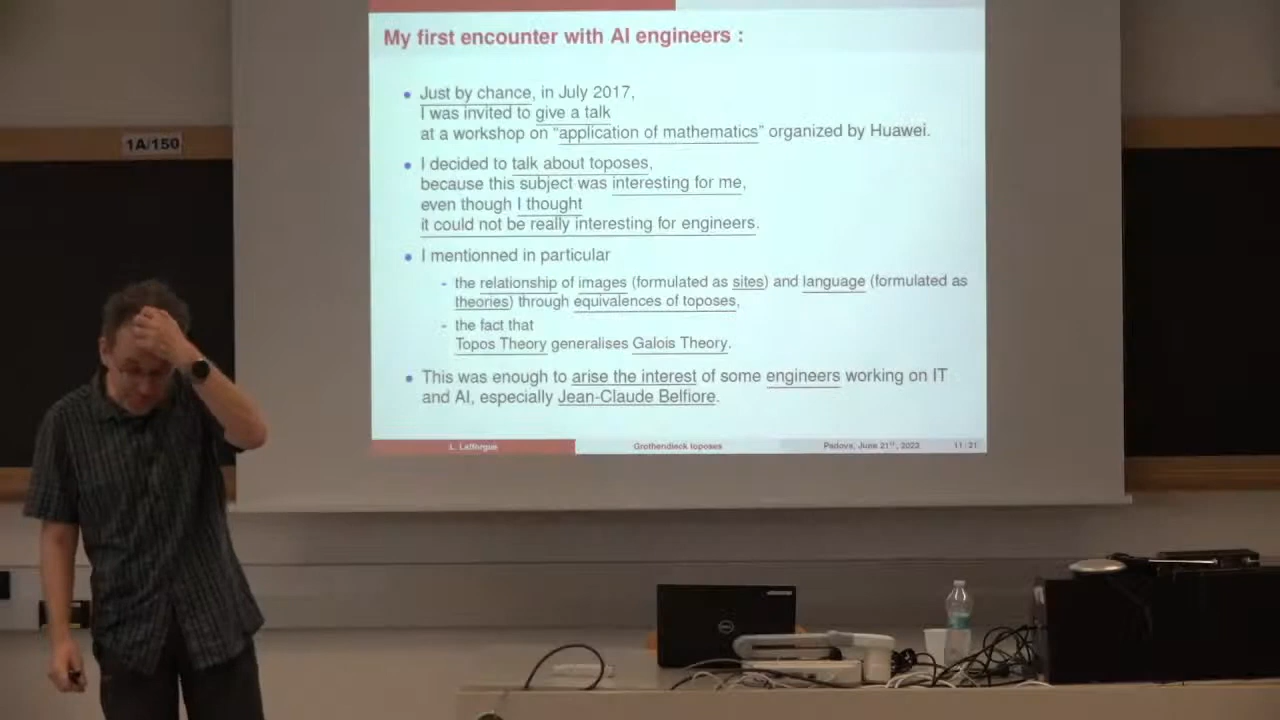 My first encounter with AI engineers :
• Just by chance, in July 2017,
I was invited to give a talk
at a workshop on “application of mathematics” organized by Huawei.
1A/150
• I decided to talk about toposes,
because this subject was interesting for me,
even though I thought
it could not be really interesting for engineers.
• I mentionned in particular
- the relationship of images (formulated as sites) and language (formulated as
theories) through equivalences of toposes,
- the fact that
Topos Theory generalises Galois Theory.
• This was enough to arise the interest of some engineers working on IT
and AI, especially Jean-Claude Belfiore.
L. Lafforgue Grothendieck toposes Padova, June 21st, 2022 11 / 21
DELL